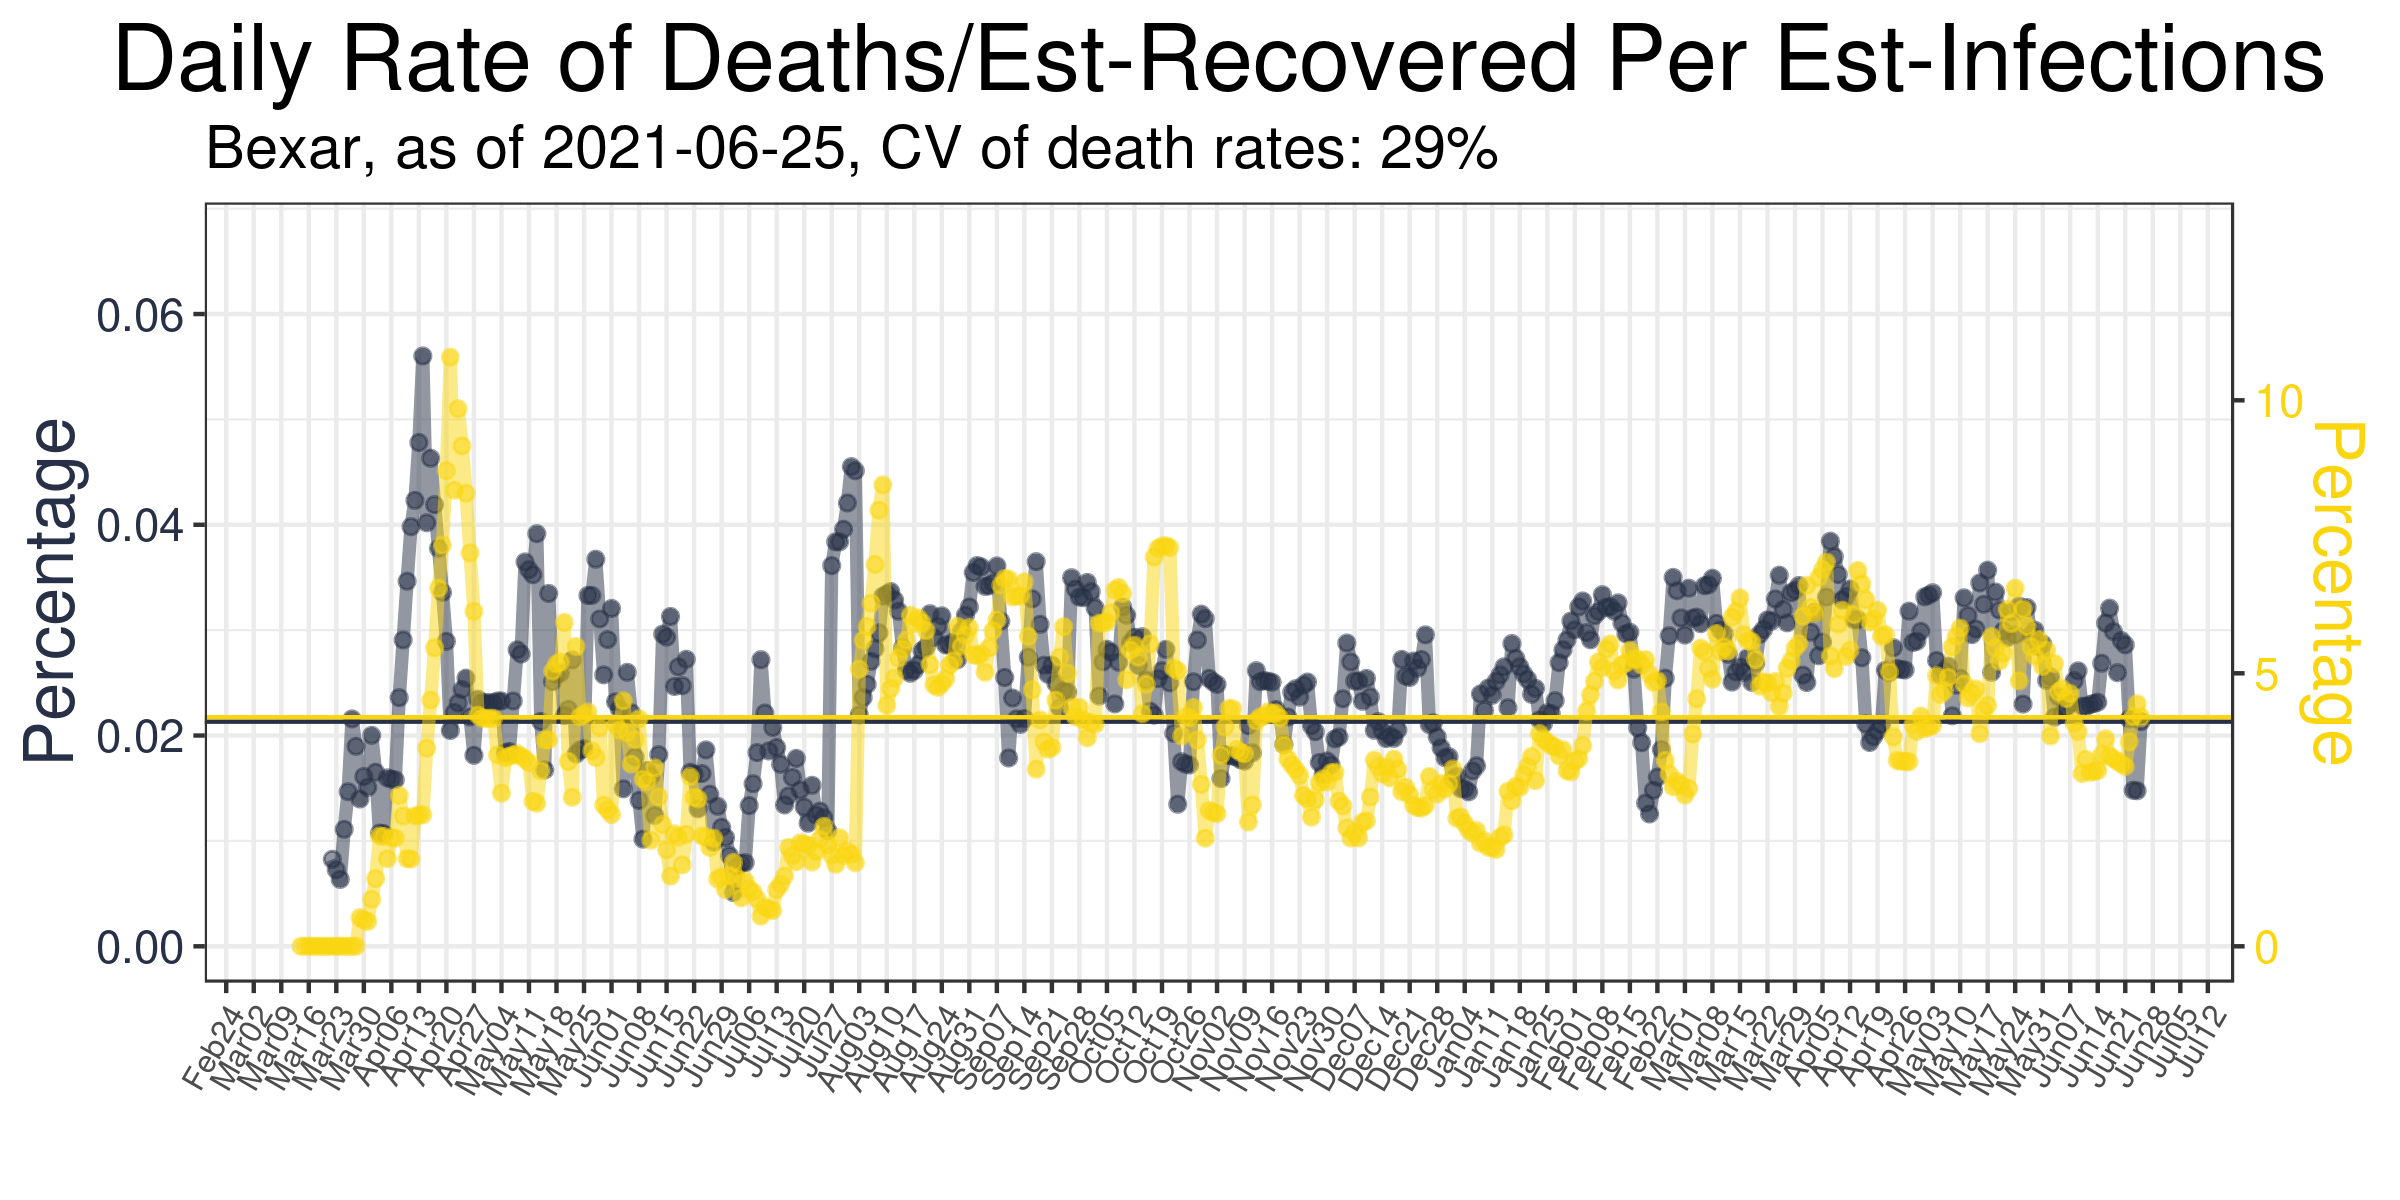 Daily Rate of Deaths/Est-Recovered Per Est-Infections
Bexar, as of 2021-06-25, CV of death rates: 29%
Percentage
0.06
0.04
0.02
0.00
10
5
0
Percentage
Feb24
Mar02
Mar09
Mar16
Mar23
Mar30
Apr06
Apr13
Apr20
Apr27
May04
May11
May18
May25
Jun01
Jun08
Jun15
Jun22
Jun29
Jul06
Jul13
Jul20
Jul27
Aug03
Aug10
Aug17
Aug24
Aug31
Sep07
Sep14
Sep21
Sep28
Oct05
Oct12
Oct19
Oct26
Nov02
Nov09
Nov16
Nov23
Nov30
Dec07
Dec14
Dec21
Dec28
Jan04
Jan11
Jan18
Jan25
Feb01
Feb08
Feb15
Feb22
Mar01
Mar08
Mar15
Mar22
Mar29
Apr05
Apr12
Apr19
Apr26
May03
May10
May17
May24
May31
Jun07
Jun14
Jun21
Jun28
Jul05
Jul12